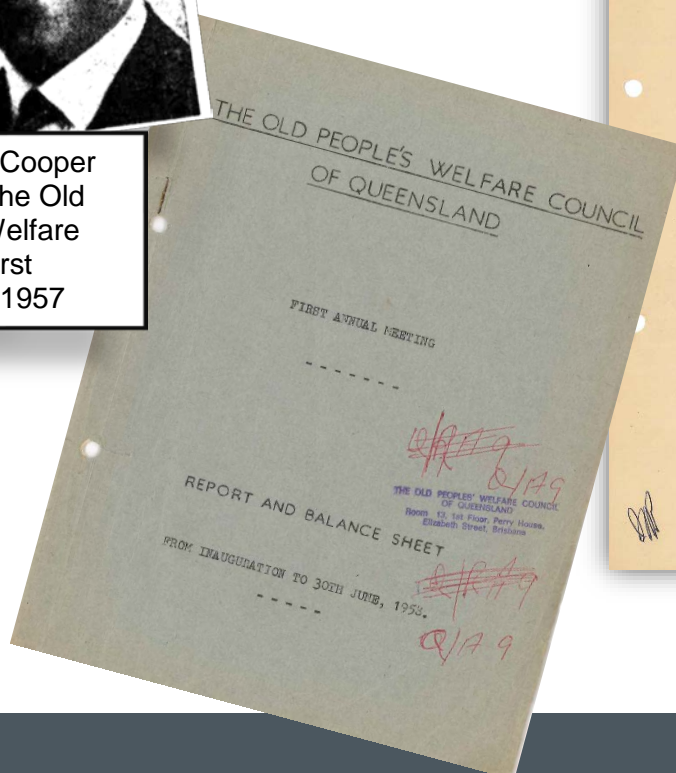 Cooper
he Old
Welfare
rst
1957
THE OLD PEOPLE'S WELFARE COUNCIL
OF QUEENSLAND
FIRST ANNUAL MEETING
-------
REPORT AND BALANCE SHEET
FROM INAUGURATION TO 30TH JUNE, 1958.
-----
Q/A 9
Q/A9
THE OLD PEOPLES' WELFARE COUNCIL
OF QUEENSLAND
Room 13, 1st Floor, Perry House,
Elizabeth Street, Brisbane
Q/A 9
Q/A 9